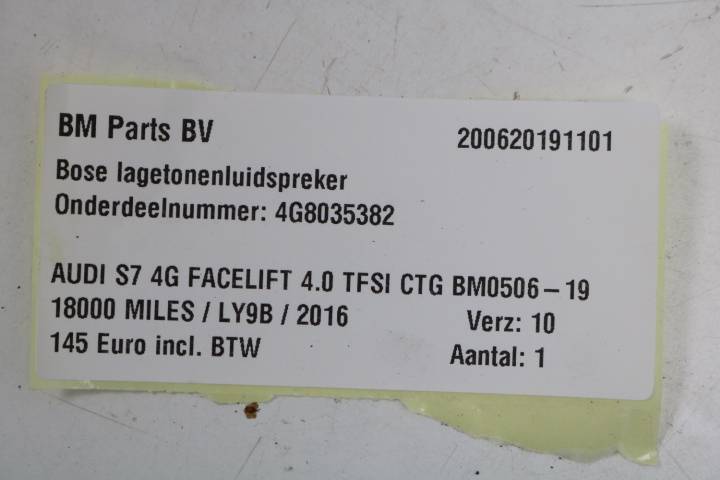 BM Parts BV 200620191101
Bose lagetonenluidspreker
Onderdeelnummer: 4G8035382
AUDI S7 4G FACELIFT 4.0 TFSI CTG BM0506-19
18000 MILES / LY9B / 2016 Verz: 10
145 Euro incl. BTW Aantal: 1